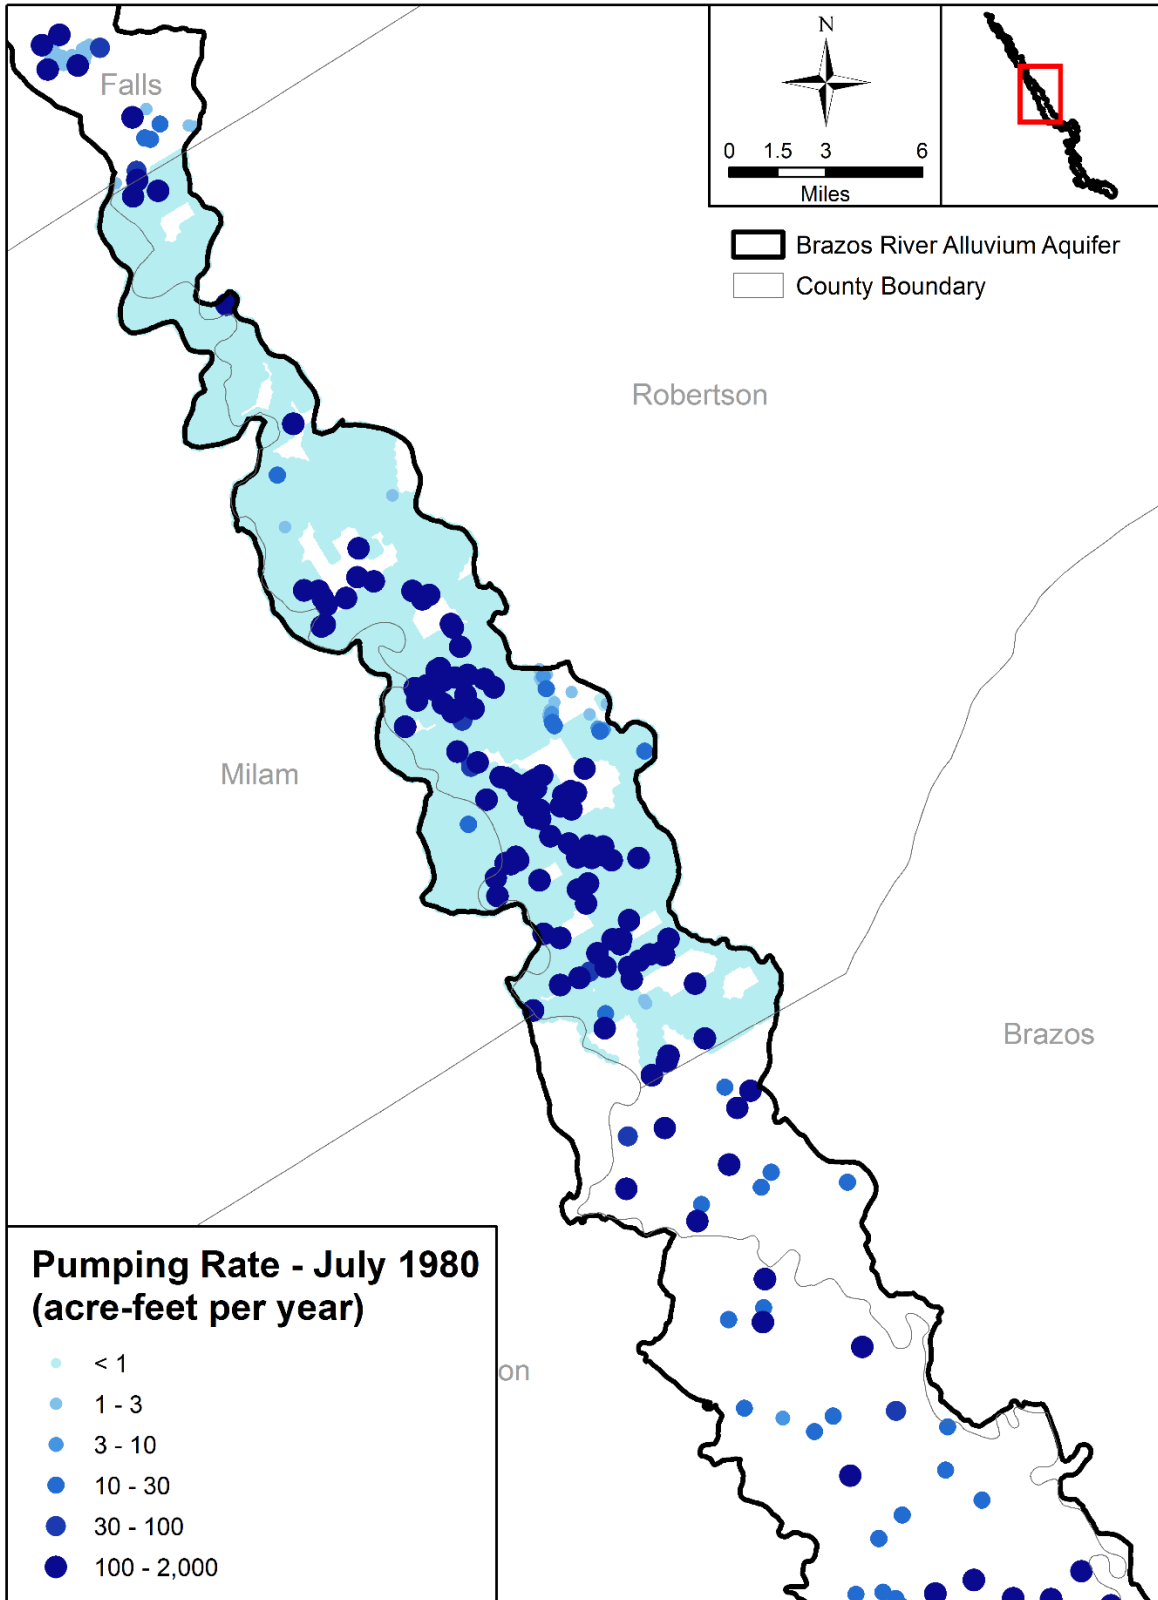 N
0 1.5 3 6
Miles
Brazos River Alluvium Aquifer
County Boundary
Falls
Robertson
Milam
Brazos
on
Pumping Rate - July 1980
(acre-feet per year)
< 1
1 - 3
3 - 10
10 - 30
30 - 100
100 - 2,000